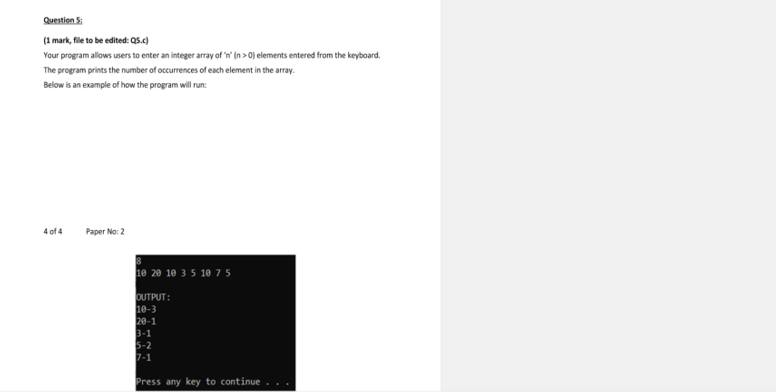 Question 5:
(1 mark, file to be edited: Q5.c)
Your program allows users to enter an integer array of 'n' (n > 0) elements entered from the keyboard.
The program prints the number of occurrences of each element in the array.
Below is an example of how the program will run:
4 of 4 Paper No: 2
8
10 20 10 3 5 10 7 5
OUTPUT:
10-3
20-1
3-1
5-2
7-1
Press any key to continue . . .